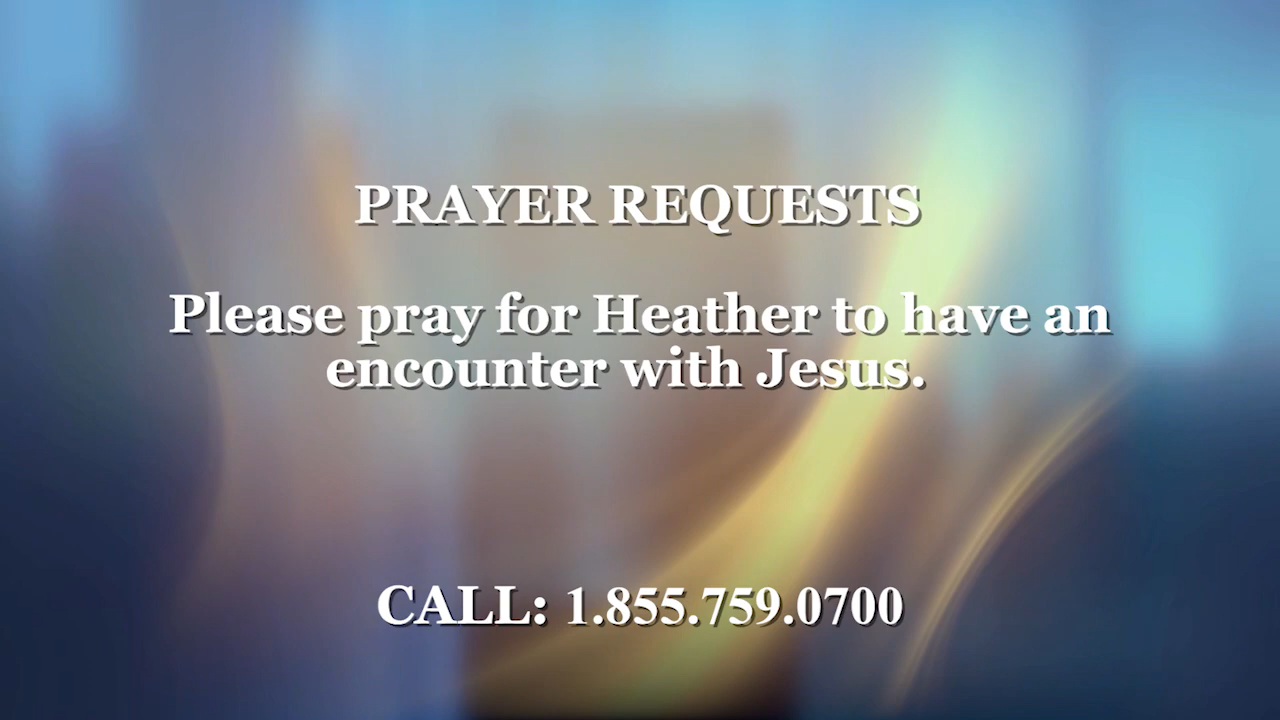 PRAYER REQUESTS
Please pray for Heather to have an
encounter with Jesus.
CALL: 1.855.759.0700